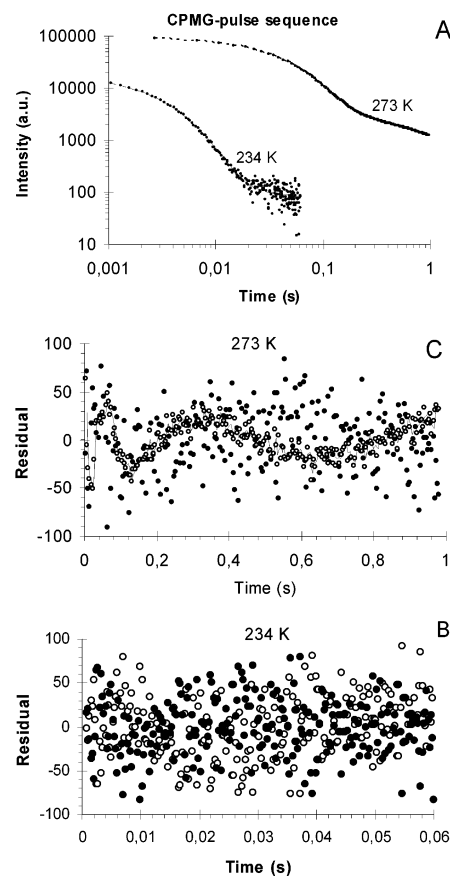 CPMG-pulse sequence
A
100000
10000
1000
100
10
Intensity (a.u.)
273 K
234 K
0,001
0,01
0,1
1
Time (s)
273 K
C
100
50
0
-50
-100
Residual
0
0,2
0,4
0,6
0,8
1
Time (s)
234 K
B
100
50
0
-50
-100
Residual
0
0,01
0,02
0,03
0,04
0,05
0,06
Time (s)